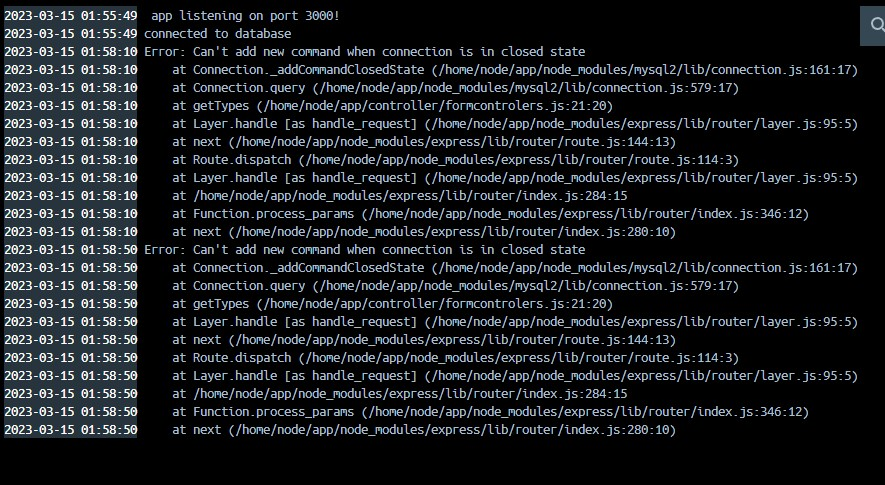 2023-03-15 01:55:49  app listening on port 3000!
2023-03-15 01:55:49 connected to database
2023-03-15 01:58:10 Error: Can't add new command when connection is in closed state
2023-03-15 01:58:10     at Connection._addCommandClosedState (/home/node/app/node_modules/mysql2/lib/connection.js:161:17)
2023-03-15 01:58:10     at Connection.query (/home/node/app/node_modules/mysql2/lib/connection.js:579:17)
2023-03-15 01:58:10     at getTypes (/home/node/app/controller/formcontrolers.js:21:20)
2023-03-15 01:58:10     at Layer.handle [as handle_request] (/home/node/app/node_modules/express/lib/router/layer.js:95:5)
2023-03-15 01:58:10     at next (/home/node/app/node_modules/express/lib/router/route.js:144:13)
2023-03-15 01:58:10     at Route.dispatch (/home/node/app/node_modules/express/lib/router/route.js:114:3)
2023-03-15 01:58:10     at Layer.handle [as handle_request] (/home/node/app/node_modules/express/lib/router/layer.js:95:5)
2023-03-15 01:58:10     at /home/node/app/node_modules/express/lib/router/index.js:284:15
2023-03-15 01:58:10     at Function.process_params (/home/node/app/node_modules/express/lib/router/index.js:346:12)
2023-03-15 01:58:10     at next (/home/node/app/node_modules/express/lib/router/index.js:280:10)
2023-03-15 01:58:50 Error: Can't add new command when connection is in closed state
2023-03-15 01:58:50     at Connection._addCommandClosedState (/home/node/app/node_modules/mysql2/lib/connection.js:161:17)
2023-03-15 01:58:50     at Connection.query (/home/node/app/node_modules/mysql2/lib/connection.js:579:17)
2023-03-15 01:58:50     at getTypes (/home/node/app/controller/formcontrolers.js:21:20)
2023-03-15 01:58:50     at Layer.handle [as handle_request] (/home/node/app/node_modules/express/lib/router/layer.js:95:5)
2023-03-15 01:58:50     at next (/home/node/app/node_modules/express/lib/router/route.js:144:13)
2023-03-15 01:58:50     at Route.dispatch (/home/node/app/node_modules/express/lib/router/route.js:114:3)
2023-03-15 01:58:50     at Layer.handle [as handle_request] (/home/node/app/node_modules/express/lib/router/layer.js:95:5)
2023-03-15 01:58:50     at /home/node/app/node_modules/express/lib/router/index.js:284:15
2023-03-15 01:58:50     at Function.process_params (/home/node/app/node_modules/express/lib/router/index.js:346:12)
2023-03-15 01:58:50     at next (/home/node/app/node_modules/express/lib/router/index.js:280:10)